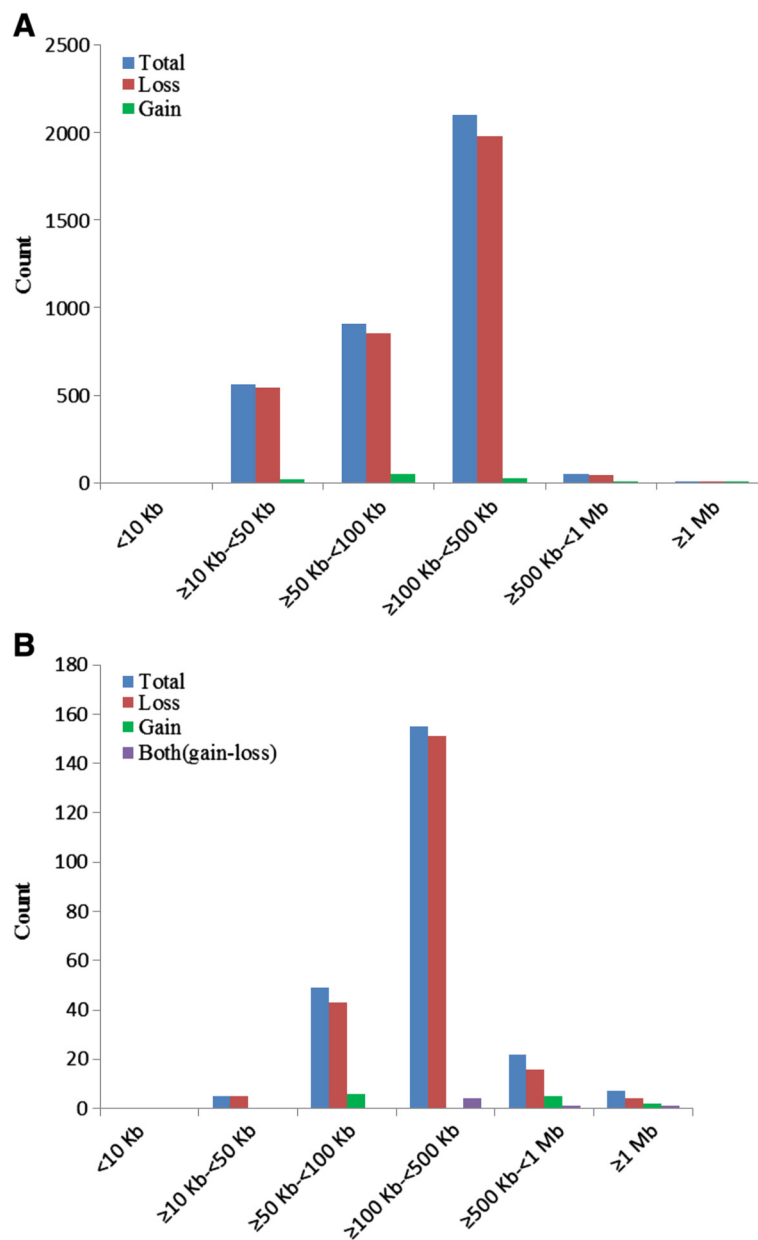 A
2500
2000
1500
1000
500
0
Count
Total
Loss
Gain
<10 Kb
≥10 Kb-<50 Kb
≥50 Kb-<100 Kb
≥100 Kb-<500 Kb
≥500 Kb-<1 Mb
≥1 Mb
B
180
160
140
120
100
80
60
40
20
0
Count
Total
Loss
Gain
Both(gain-loss)
<10 Kb
≥10 Kb-<50 Kb
≥50 Kb-<100 Kb
≥100 Kb-<500 Kb
≥500 Kb-<1 Mb
≥1 Mb